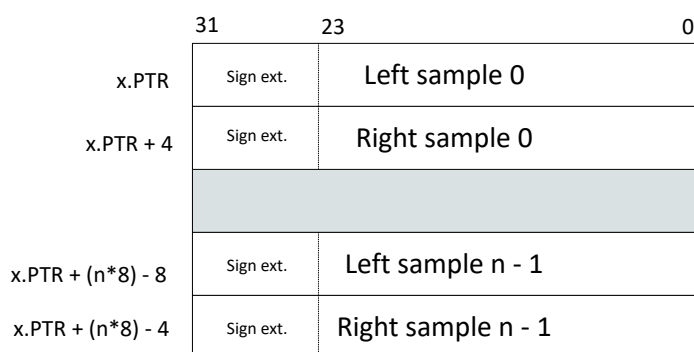 31 23 0
x.PTR Sign ext. Left sample 0
x.PTR + 4 Sign ext. Right sample 0
x.PTR + (n*8) - 8 Sign ext. Left sample n - 1
x.PTR + (n*8) - 4 Sign ext. Right sample n - 1